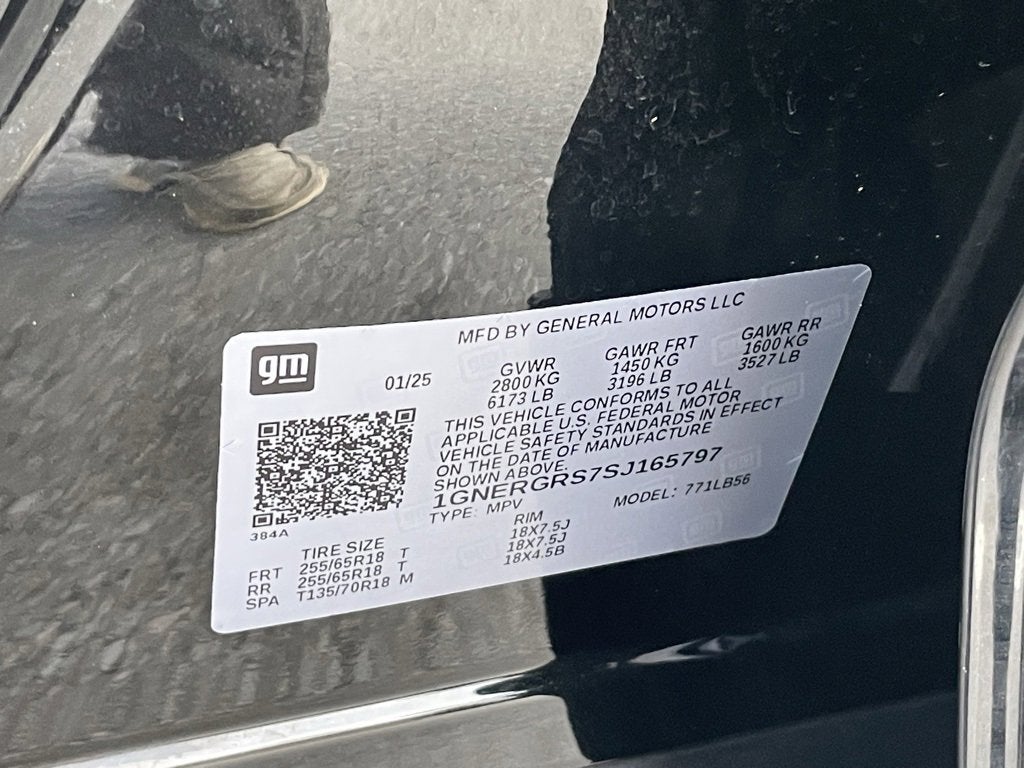 MFD BY GENERAL MOTORS LLC
gm
01/25
GVWR
2800 KG
6173 LB
GAWR FRT
1450 KG
3196 LB
GAWR RR
1600 KG
3527 LB
THIS VEHICLE CONFORMS TO ALL
APPLICABLE U.S. FEDERAL MOTOR
VEHICLE SAFETY STANDARDS IN EFFECT
ON THE DATE OF MANUFACTURE
SHOWN ABOVE.
1GNERGRS7SJ165797
TYPE: MPV
MODEL: 771LB56
384A
TIRE SIZE RIM
FRT 255/65R18 T 18X7.5J
RR 255/65R18 T 18X7.5J
SPA T135/70R18 M 18X4.5B